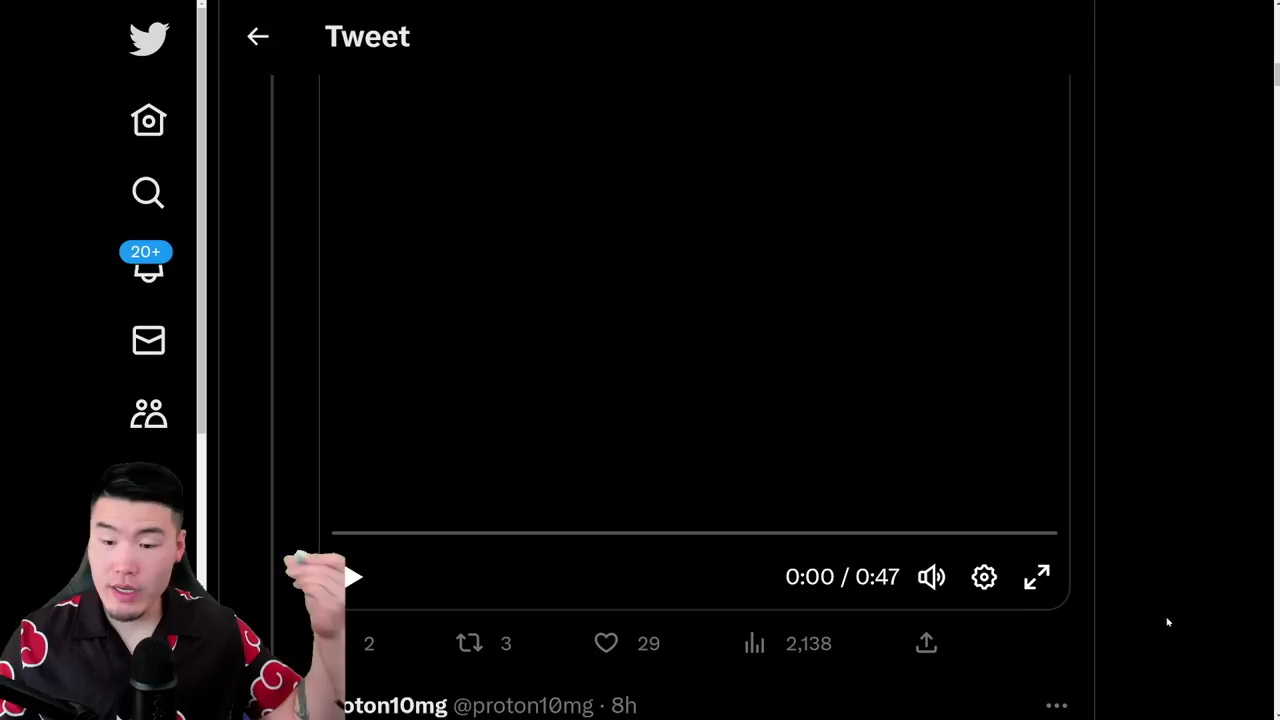 Tweet
20+
0:00 / 0:47
2
3
29
2,138
oton10mg @proton10mg · 8h